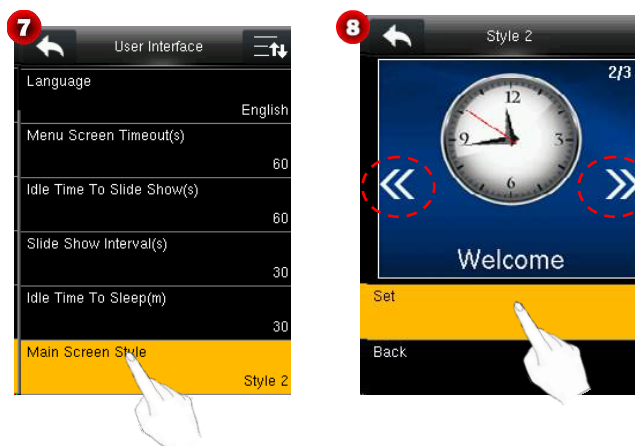 7
User Interface
Language
English
Menu Screen Timeout(s)
60
Idle Time To Slide Show(s)
60
Slide Show Interval(s)
30
Idle Time To Sleep(m)
30
Main Screen Style
Style 2
8
Style 2
2/3
12
9
3
6
Welcome
Set
Back